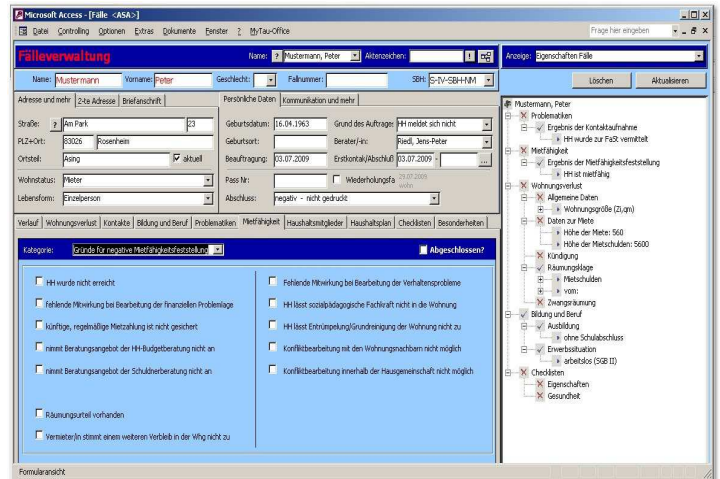 Microsoft Access - [Fälle <ASA>]
Datei Controlling Optionen Extras Dokumente Fenster ? MyTau-Office
Frage hier eingeben
Fälleverwaltung
Name: ? Mustermann, Peter Aktenzeichen: !
Anzeige: Eigenschaften Fälle
Name: Mustermann Vorname: Peter Geschlecht: Fallnummer: SBH: S-IV-SBH-NM
Löschen Aktualisieren
Adresse und mehr 2-te Adresse Briefanschrift
Persönliche Daten Kommunikation und mehr
Straße: ? Am Park 23
PLZ+Ort: 83026 Rosenheim
Ortsteil: Aising aktuell
Wohnstatus: Mieter
Lebensform: Einzelperson
Geburtsdatum: 16.04.1963 Grund des Auftrage: HH meldet sich nicht
Geburtsort: Berater/-in: Riedl, Jens-Peter
Beauftragung: 03.07.2009 Erstkontak/Abschluß 03.07.2009 - ...
Pass Nr: Wiederholungsfa 29.07.2009
wohn
Abschluss: negativ - nicht gedruckt
Verlauf Wohnungsverlust Kontakte Bildung und Beruf Problematiken Mietfähigkeit Haushaltsmitglieder Haushaltsplan Checklisten Besonderheiten
Kategorie: Gründe für negative Mietfähigkeitsfeststellung Abgeschlossen?
HH wurde nicht erreicht
fehlende Mitwirkung bei Bearbeitung der finanziellen Problemlage
künftige, regelmäßige Mietzahlung ist nicht gesichert
nimmt Beratungsangebot der HH-Budgetberatung nicht an
nimmt Beratungsangebot der Schuldnerberatung nicht an
Räumungsurteil vorhanden
Vermieter/in stimmt einem weiteren Verbleib in der Whg nicht zu
Fehlende Mitwirkung bei Bearbeitung der Verhaltensprobleme
HH lässt sozialpädagogische Fachkraft nicht in die Wohnung
HH lässt Entrümpelung/Grundreinigung der Wohnung nicht zu
Konfliktbearbeitung mit den Wohnungsnachbarn nicht möglich
Konfliktbearbeitung innerhalb der Hausgemeinschaft nicht möglich
Mustermann, Peter
Problematiken
Ergebnis der Kontaktaufnahme
HH wurde zur FaSt vermittelt
Mietfähigkeit
Ergebnis der Mietfähigkeitsfeststellung
HH ist mietfähig
Wohnungsverlust
Allgemeine Daten
Wohnungsgröße (Zi,qm)
Daten zur Miete
Höhe der Miete: 560
Höhe der Mietschulden: 5600
Kündigung
Räumungsklage
Mietschulden
vom:
Zwangsräumung
Bildung und Beruf
Ausbildung
ohne Schulabschluss
Erwerbssituation
arbeitslos (SGB II)
Checklisten
Eigenschaften
Gesundheit
Formularansicht